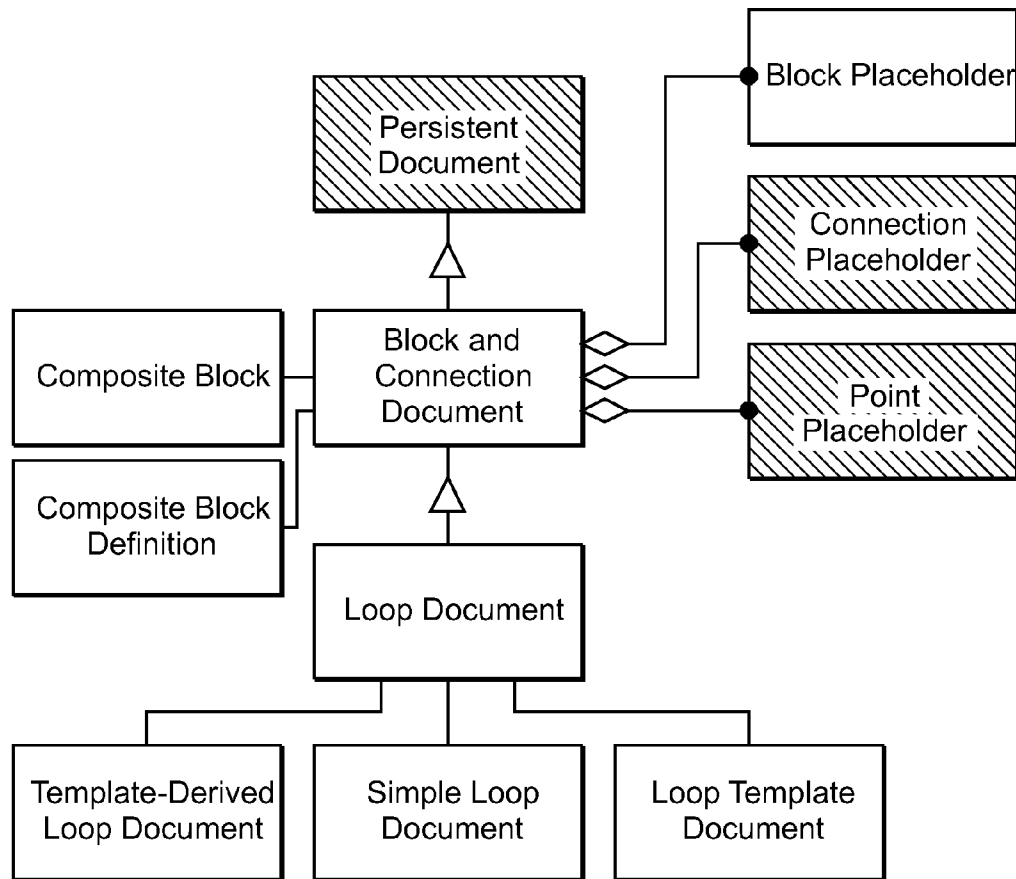 Block Placeholder
Persistent
Document
Connection
Placeholder
Composite Block
Block and
Connection
Document
Point
Placeholder
Composite Block
Definition
Loop Document
Template-Derived
Loop Document
Simple Loop
Document
Loop Template
Document